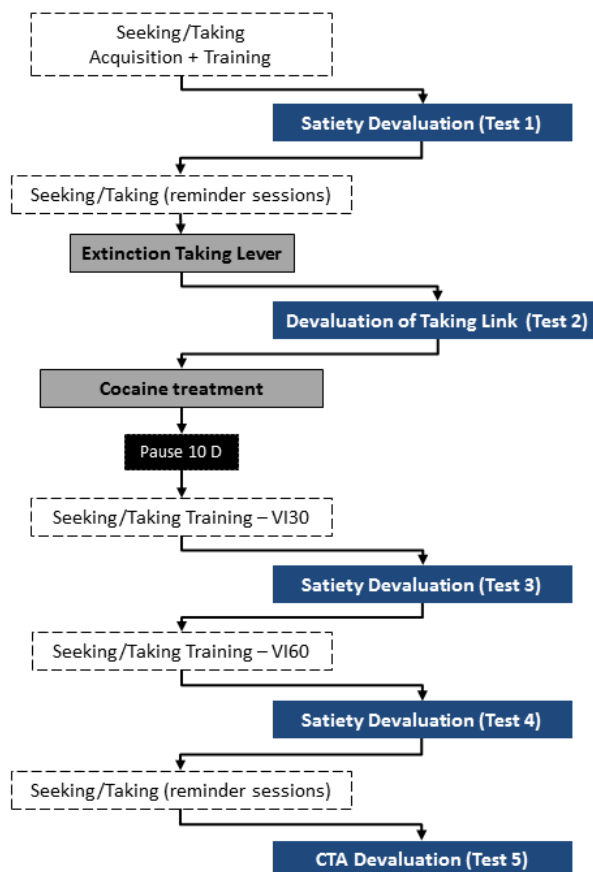 Seeking/Taking
Acquisition + Training
Satiety Devaluation (Test 1)
Seeking/Taking (reminder sessions)
Extinction Taking Lever
Devaluation of Taking Link (Test 2)
Cocaine treatment
Pause 10 D
Seeking/Taking Training – VI30
Satiety Devaluation (Test 3)
Seeking/Taking Training – VI60
Satiety Devaluation (Test 4)
Seeking/Taking (reminder sessions)
CTA Devaluation (Test 5)